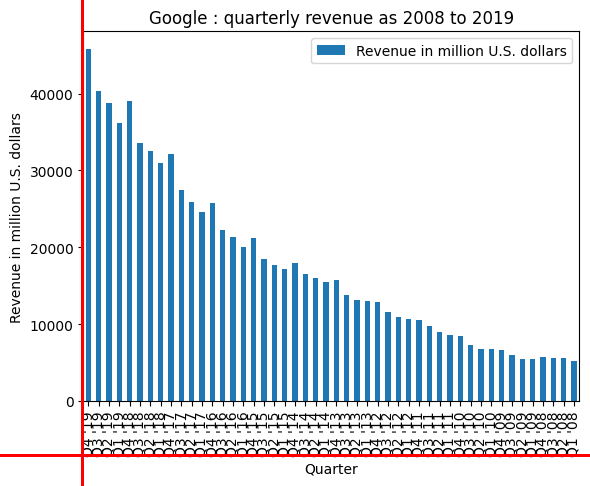 Google : quarterly revenue as 2008 to 2019
Revenue in million U.S. dollars
Revenue in million U.S. dollars
40000
30000
20000
10000
0
Q4 '19
Q3 '19
Q2 '19
Q1 '19
Q4 '18
Q3 '18
Q2 '18
Q1 '18
Q4 '17
Q3 '17
Q2 '17
Q1 '17
Q4 '16
Q3 '16
Q2 '16
Q1 '16
Q4 '15
Q3 '15
Q2 '15
Q1 '15
Q4 '14
Q3 '14
Q2 '14
Q1 '14
Q4 '13
Q3 '13
Q2 '13
Q1 '13
Q4 '12
Q3 '12
Q2 '12
Q1 '12
Q4 '11
Q3 '11
Q2 '11
Q1 '11
Q4 '10
Q3 '10
Q2 '10
Q1 '10
Q4 '09
Q3 '09
Q2 '09
Q1 '09
Q4 '08
Q3 '08
Q2 '08
Q1 '08
Quarter